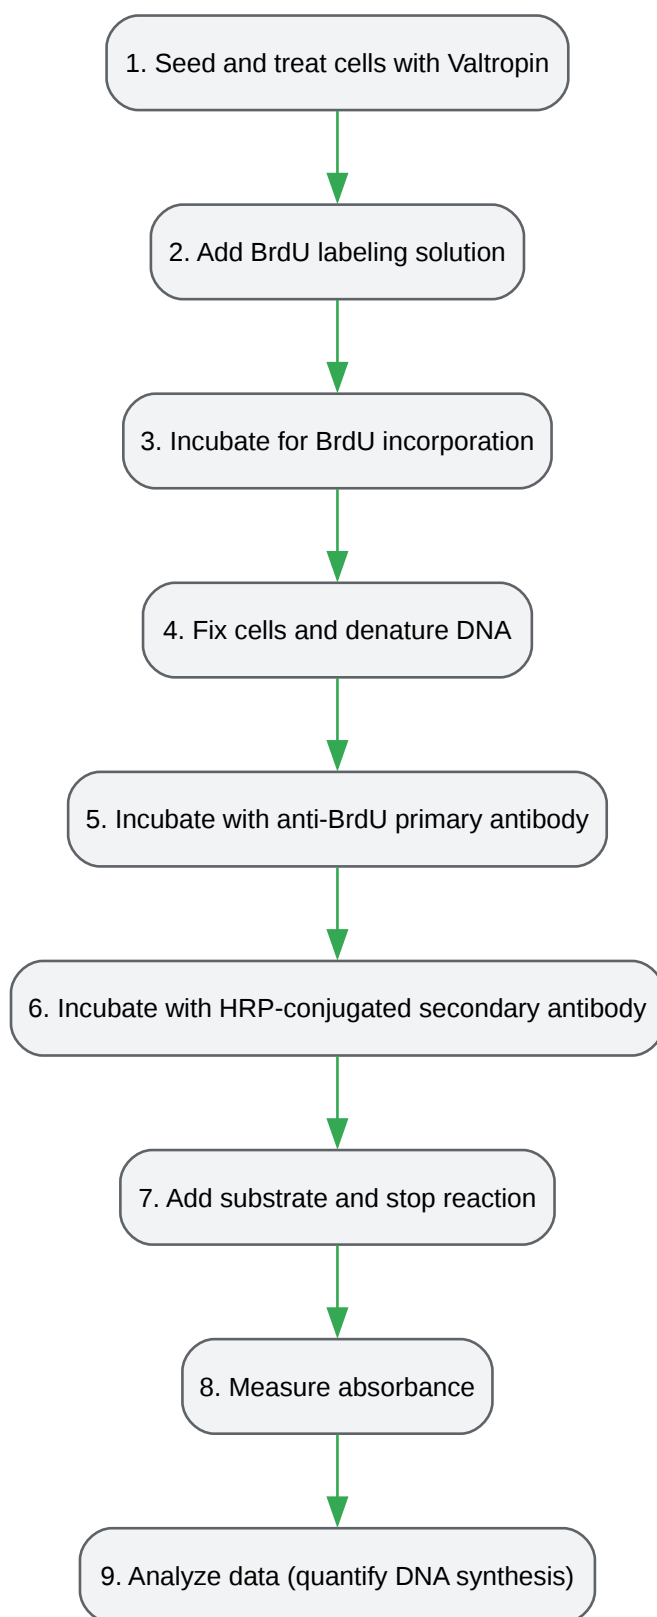 1. Seed and treat cells with Valtropin
2. Add BrdU labeling solution
3. Incubate for BrdU incorporation
4. Fix cells and denature DNA
5. Incubate with anti-BrdU primary antibody
6. Incubate with HRP-conjugated secondary antibody
7. Add substrate and stop reaction
8. Measure absorbance
9. Analyze data (quantify DNA synthesis)